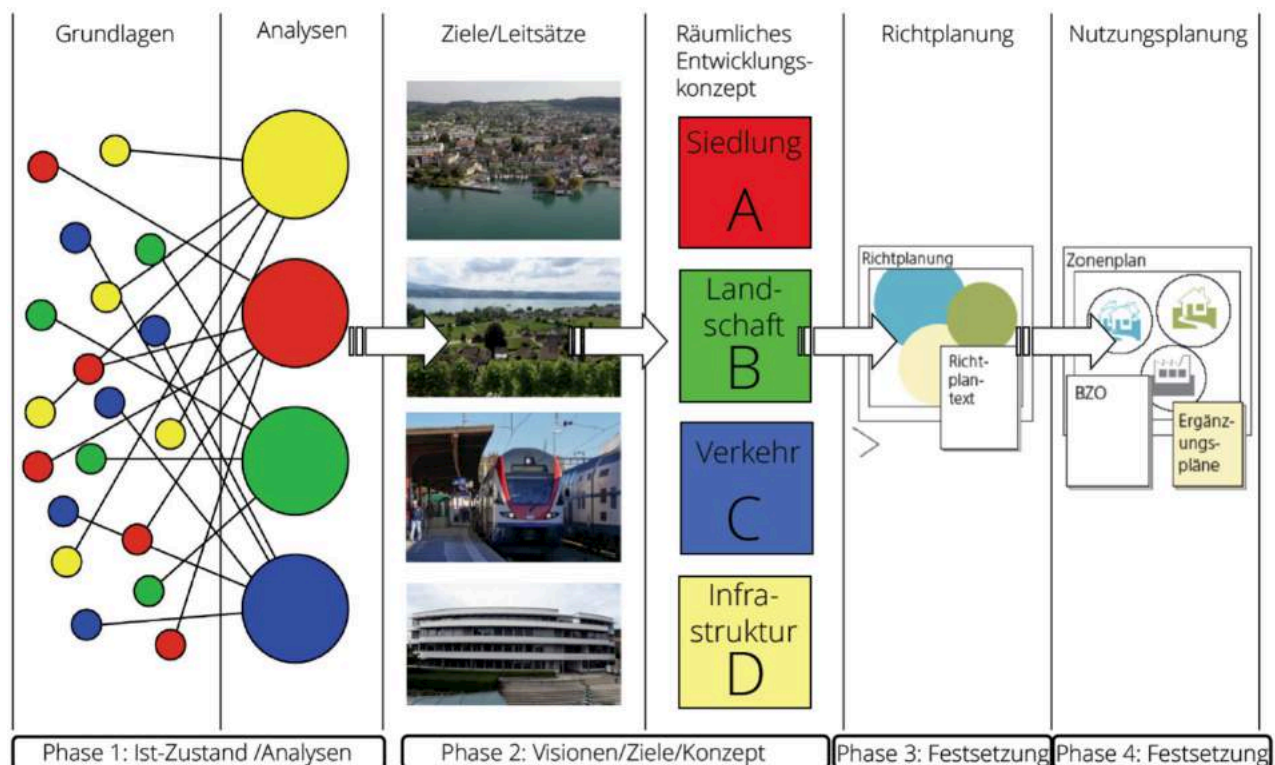 Grundlagen
Analysen
Ziele/Leitsätze
Räumliches
Entwicklungs-
konzept
Richtplanung
Nutzungsplanung
Siedlung
A
Land-
schaft
B
Verkehr
C
Infra-
struktur
D
Richtplanung
Richt-
plan-
text
Zonenplan
BZO
Ergänz-
ungs-
pläne
Phase 1: Ist-Zustand /Analysen
Phase 2: Visionen/Ziele/Konzept
Phase 3: Festsetzung
Phase 4: Festsetzung